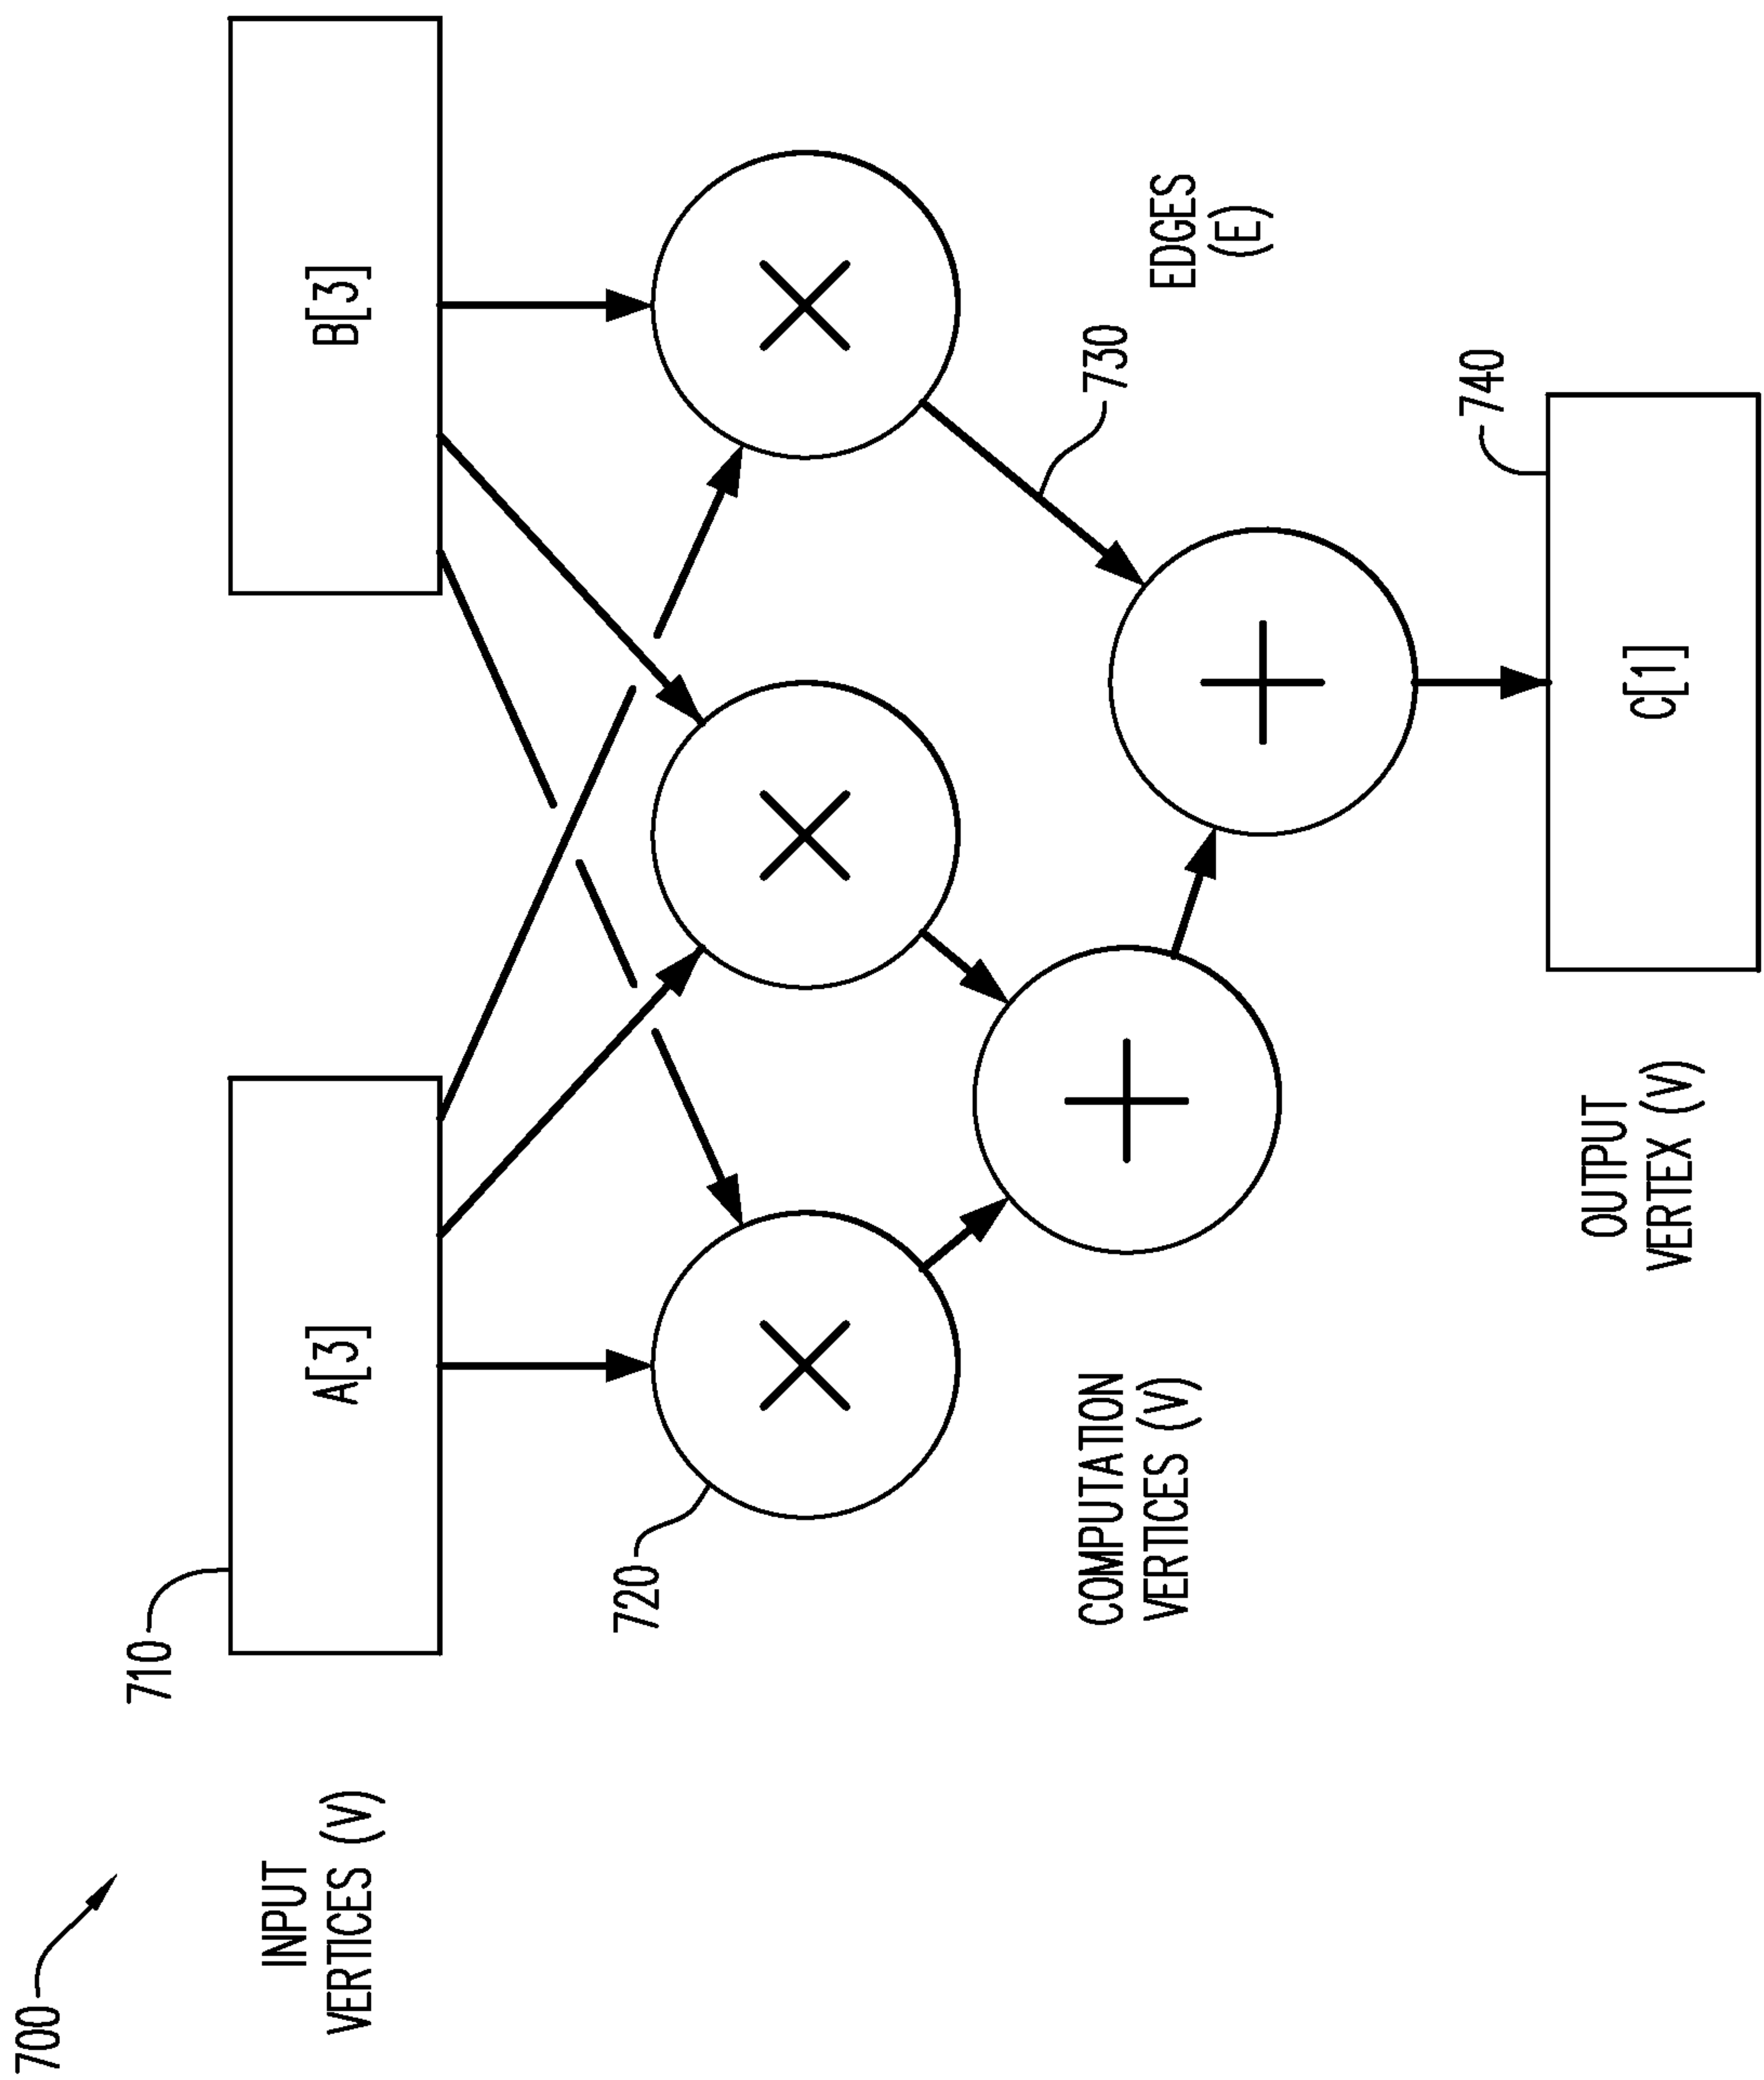 700
710
INPUT
VERTICES (V)
A[3]
B[3]
720
COMPUTATION
VERTICES (V)
730
EDGES
(E)
740
OUTPUT
VERTEX (V)
C[1]